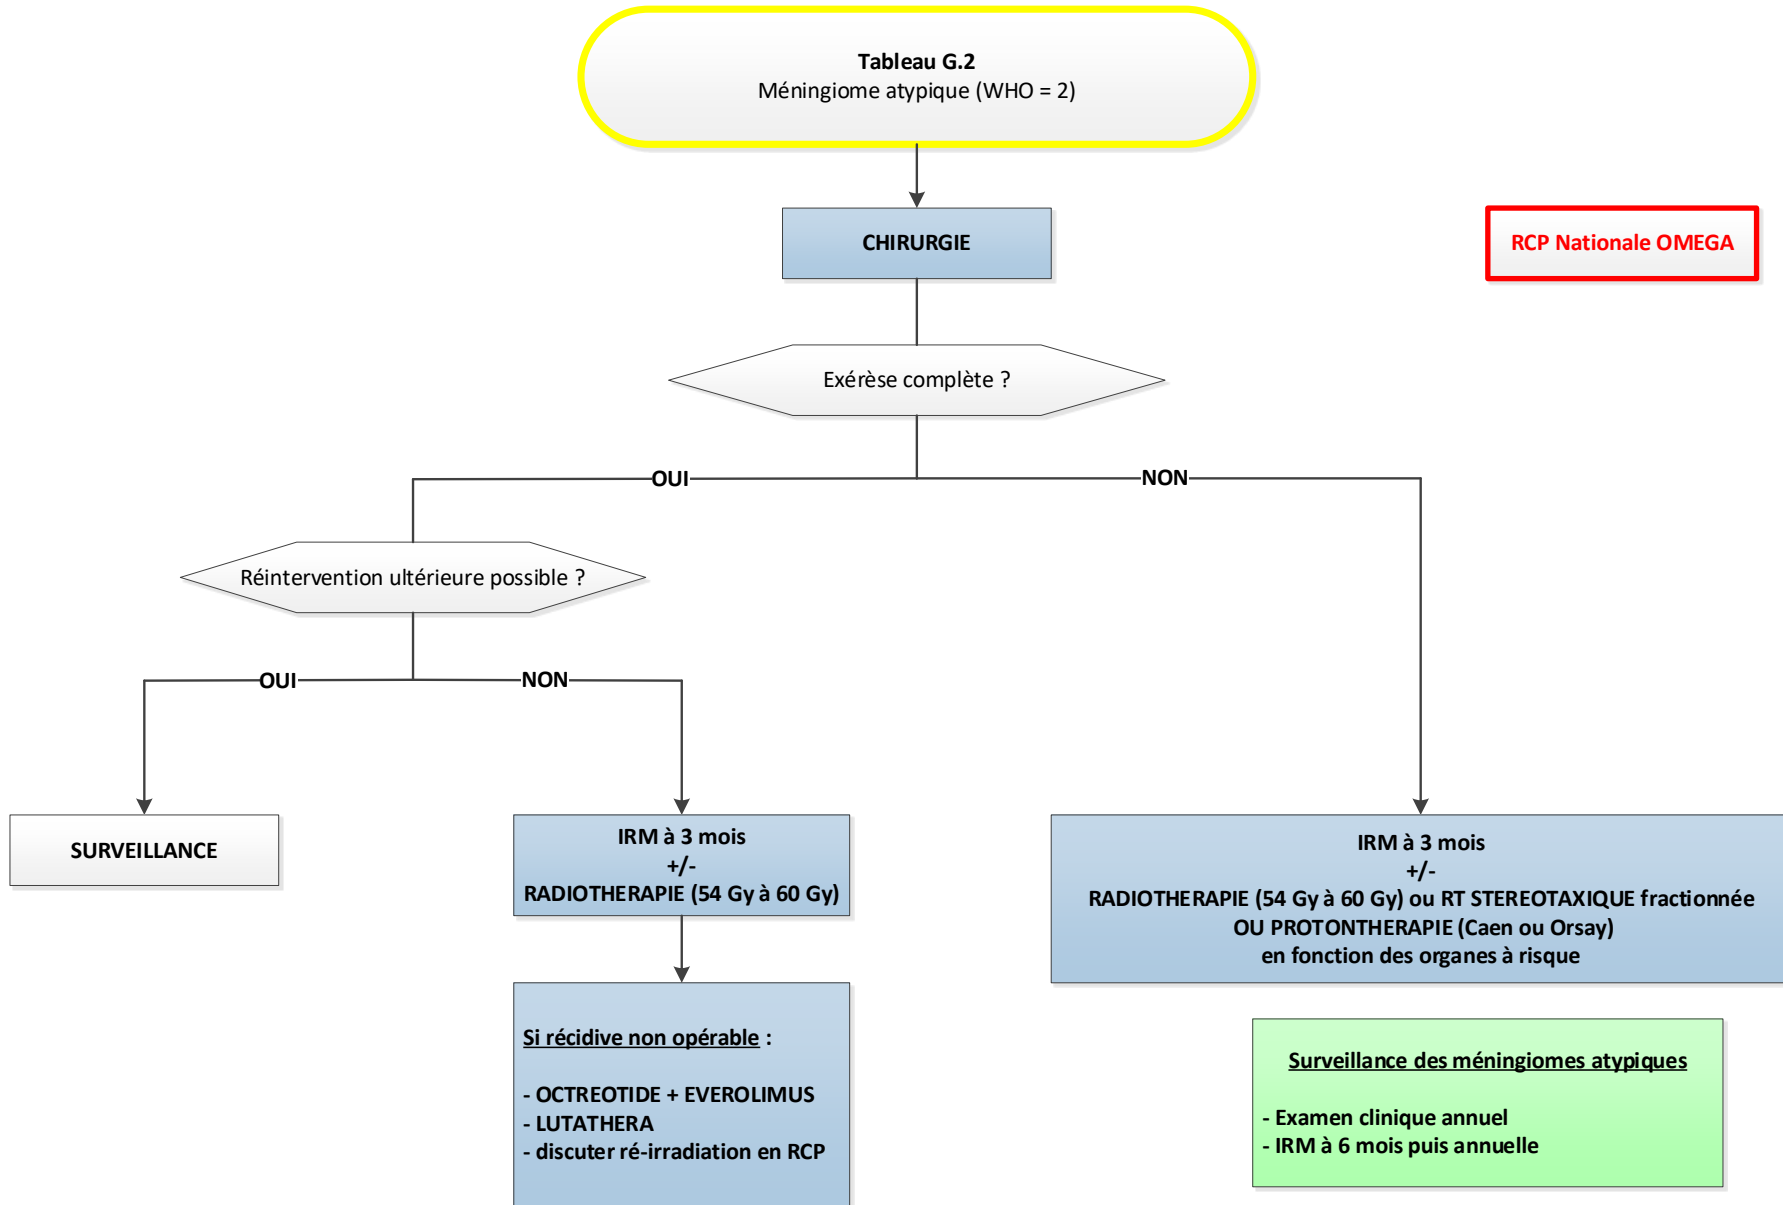 Tableau G.2
Méningiome atypique (WHO = 2)
CHIRURGIE
RCP Nationale OMEGA
Exérèse complète ?
OUI
NON
Réintervention ultérieure possible ?
OUI
NON
SURVEILLANCE
IRM à 3 mois
+/-
RADIOTHERAPIE (54 Gy à 60 Gy)
IRM à 3 mois
+/-
RADIOTHERAPIE (54 Gy à 60 Gy) ou RT STEREOTAXIQUE fractionnée
OU PROTONTHERAPIE (Caen ou Orsay)
en fonction des organes à risque
Si récidive non opérable :
- OCTREOTIDE + EVEROLIMUS
- LUTATHERA
- discuter ré-irradiation en RCP
Surveillance des méningiomes atypiques
- Examen clinique annuel
- IRM à 6 mois puis annuelle